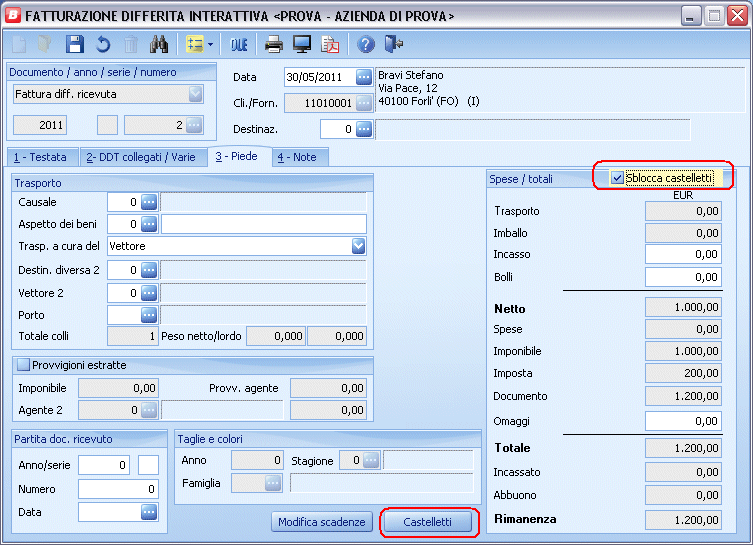 B FATTURAZIONE DIFFERITA INTERATTIVA <PROVA - AZIENDA DI PROVA>
OLE
Documento / anno / serie / numero
Fattura diff. ricevuta
2011 2 ...
Data 30/05/2011 ...
Cli./Forn. 11010001 ...
Destinaz. 0 ...
Bravi Stefano
Via Pace, 12
40100 Forli' (FO) (I)
1 - Testata 2- DDT collegati / Varie 3 - Piede 4 - Note
Trasporto
Causale 0 ...
Aspetto dei beni 0 ...
Trasp. a cura del Vettore
Destin. diversa 2 0 ...
Vettore 2 0 ...
Porto ...
Totale colli 1 Peso netto/lordo 0,000 0,000
Provvigioni estratte
Imponibile 0,00 Provv. agente 0,00
Agente 2 0 ... 0,00
Partita doc. ricevuto
Anno/serie 0
Numero 0
Data ...
Taglie e colori
Anno 0 Stagione 0 ...
Famiglia ...
Modifica scadenze Castelletti
Spese / totali Sblocca castelletti
EUR
Trasporto 0,00
Imballo 0,00
Incasso 0,00
Bolli 0,00
Netto 1.000,00
Spese 0,00
Imponibile 1.000,00
Imposta 200,00
Documento 1.200,00
Omaggi 0,00
Totale 1.200,00
Incassato 0,00
Abbuono 0,00
Rimanenza 1.200,00